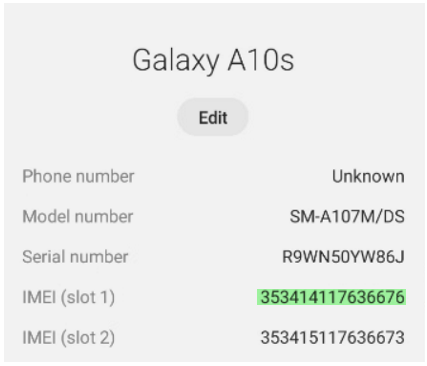 Galaxy A10s
Edit
Phone number Unknown
Model number SM-A107M/DS
Serial number R9WN50YW86J
IMEI (slot 1) 353414117636676
IMEI (slot 2) 353415117636673